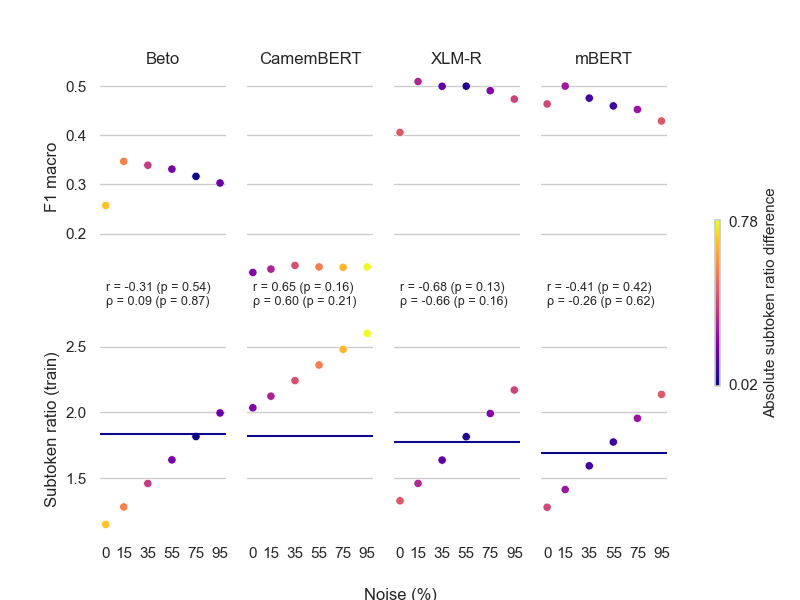 Beto CamemBERT XLM-R mBERT
F1 macro
0.5
0.4
0.3
0.2
r = -0.31 (p = 0.54)
ρ = 0.09 (p = 0.87)
r = 0.65 (p = 0.16)
ρ = 0.60 (p = 0.21)
r = -0.68 (p = 0.13)
ρ = -0.66 (p = 0.16)
r = -0.41 (p = 0.42)
ρ = -0.26 (p = 0.62)
Subtoken ratio (train)
2.5
2.0
1.5
0 15 35 55 75 95 0 15 35 55 75 95 0 15 35 55 75 95 0 15 35 55 75 95
Noise (%)
0.78
0.02
Absolute subtoken ratio difference